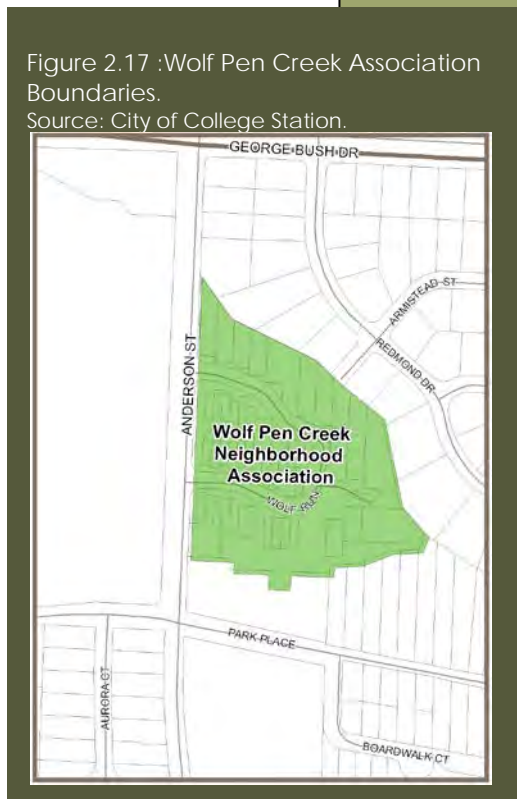 Figure 2.17 :Wolf Pen Creek Association
Boundaries.
Source: City of College Station.
GEORGE BUSH DR
ARMISTEAD ST
REDMOND DR
ANDERSON ST
Wolf Pen Creek
Neighborhood
Association
WOLF RUN
PARK PLACE
AURORA CT
BOARDWALK CT